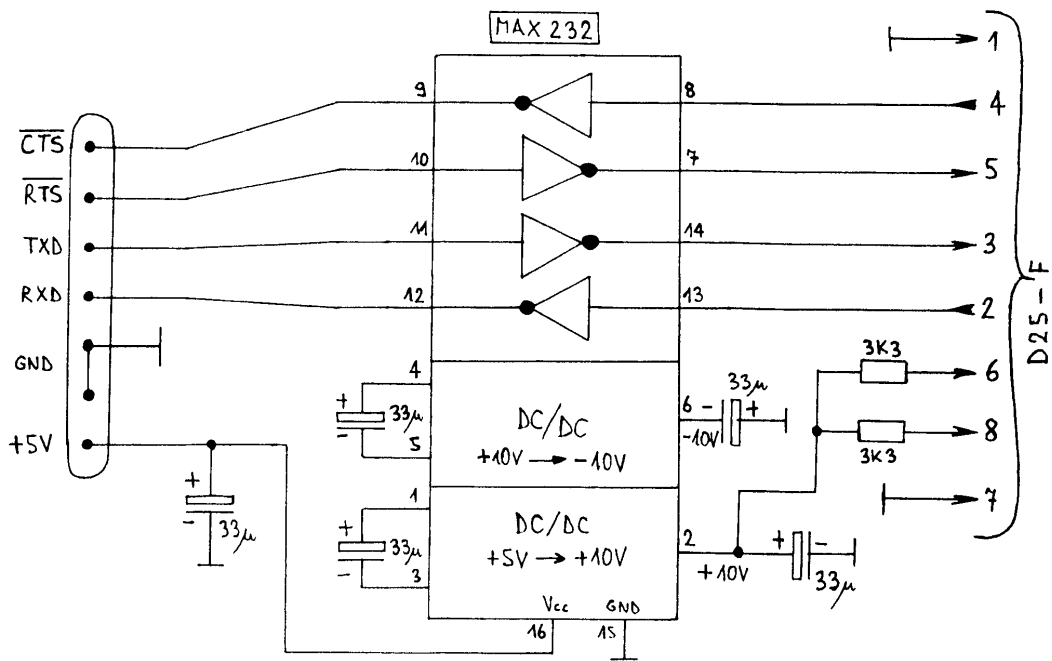 MAX 232
1
9
8
4
CTS
10
7
5
RTS
11
14
3
TXD
12
13
2
RXD
GND
3K3
6
4
+
33µ
-
5
DC/DC
+10V → -10V
6 -
-10V
33µ
+
8
3K3
+5V
+
-
33µ
1
+
33µ
-
3
DC/DC
+5V → +10V
2
+10V
+ -
33µ
7
Vcc
GND
16
15
D25-F